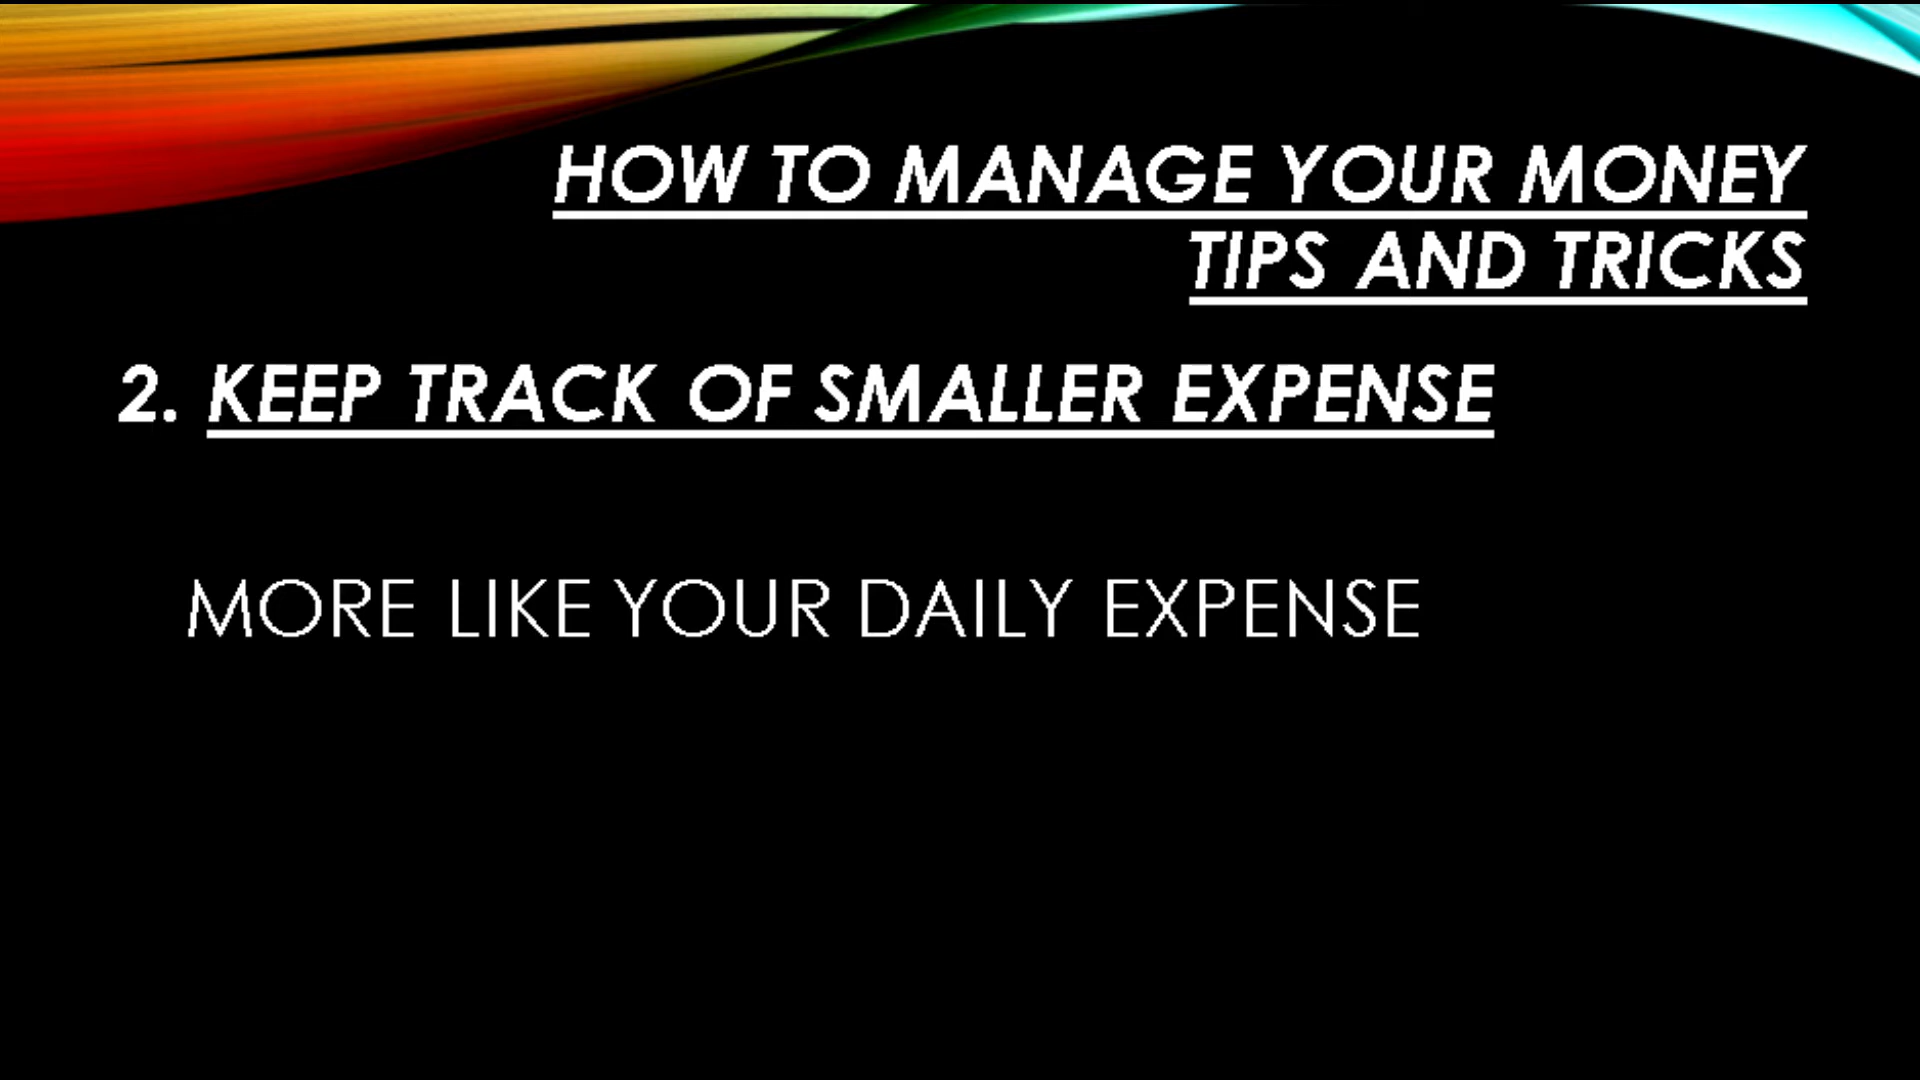 HOW TO MANAGE YOUR MONEY
TIPS AND TRICKS
2. KEEP TRACK OF SMALLER EXPENSE
MORE LIKE YOUR DAILY EXPENSE